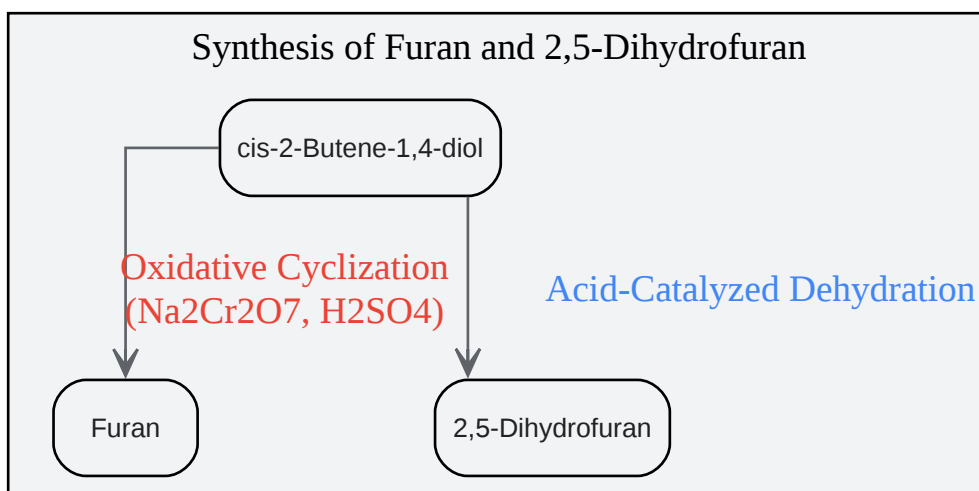 Synthesis of Furan and 2,5-Dihydrofuran
cis-2-Butene-1,4-diol
Oxidative Cyclization
(Na2Cr2O7, H2SO4)
Acid-Catalyzed Dehydration
Furan
2,5-Dihydrofuran